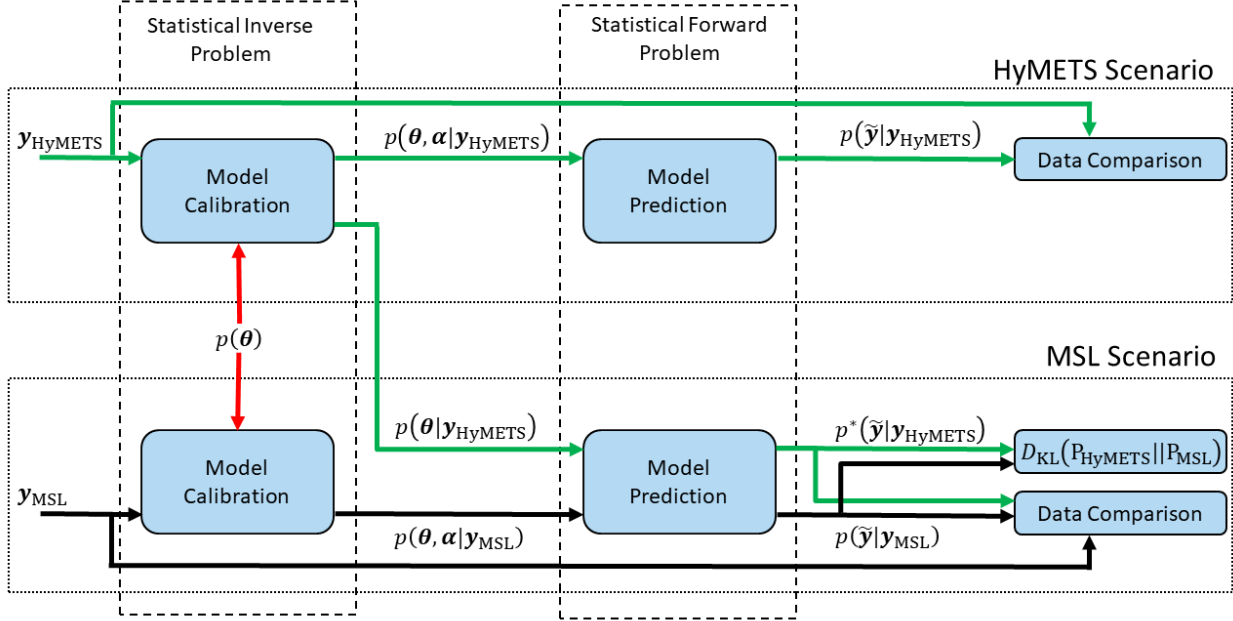 Statistical Inverse
Problem
Statistical Forward
Problem
HyMETS Scenario
𝒚HyMETS
p(𝜽, 𝜶|𝒚HyMETS)
p(ỹ|𝒚HyMETS)
Model
Calibration
Model
Prediction
Data Comparison
p(𝜽)
MSL Scenario
p(𝜽|𝒚HyMETS)
p*(ỹ|𝒚HyMETS)
Model
Calibration
Model
Prediction
DKL(PHyMETS||PMSL)
𝒚MSL
Data Comparison
p(𝜽, 𝜶|𝒚MSL)
p(ỹ|𝒚MSL)